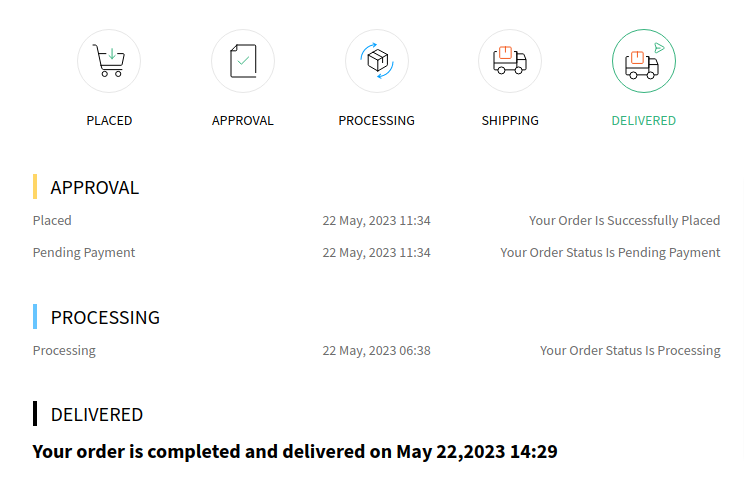 PLACED APPROVAL PROCESSING SHIPPING DELIVERED
APPROVAL
Placed 22 May, 2023 11:34 Your Order Is Successfully Placed
Pending Payment 22 May, 2023 11:34 Your Order Status Is Pending Payment
PROCESSING
Processing 22 May, 2023 06:38 Your Order Status Is Processing
DELIVERED
Your order is completed and delivered on May 22,2023 14:29